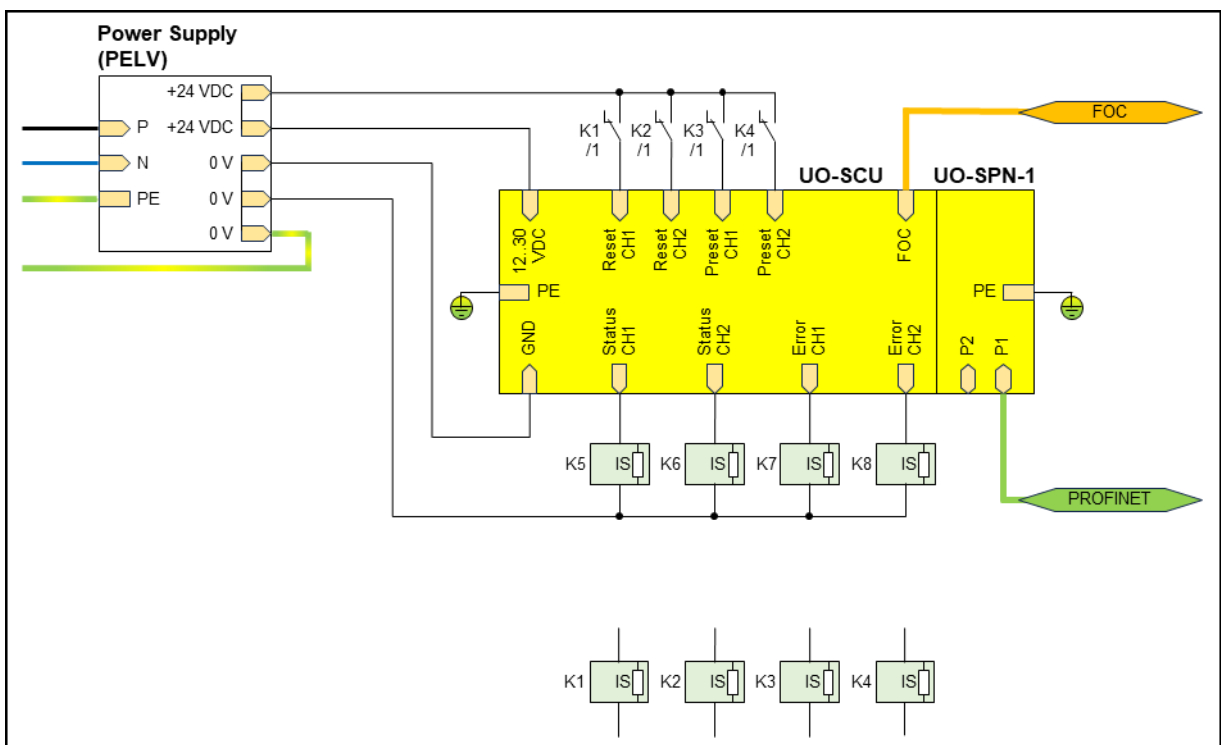 Power Supply
(PELV)
+24 VDC
P
+24 VDC
N
0 V
PE
0 V
0 V
K1
/1
K2
/1
K3
/1
K4
/1
FOC
UO-SCU
UO-SPN-1
12..30
VDC
Reset
CH1
Reset
CH2
Preset
CH1
Preset
CH2
FOC
PE
PE
GND
Status
CH1
Status
CH2
Error
CH1
Error
CH2
P2
P1
K5
IS
K6
IS
K7
IS
K8
IS
PROFINET
K1
IS
K2
IS
K3
IS
K4
IS